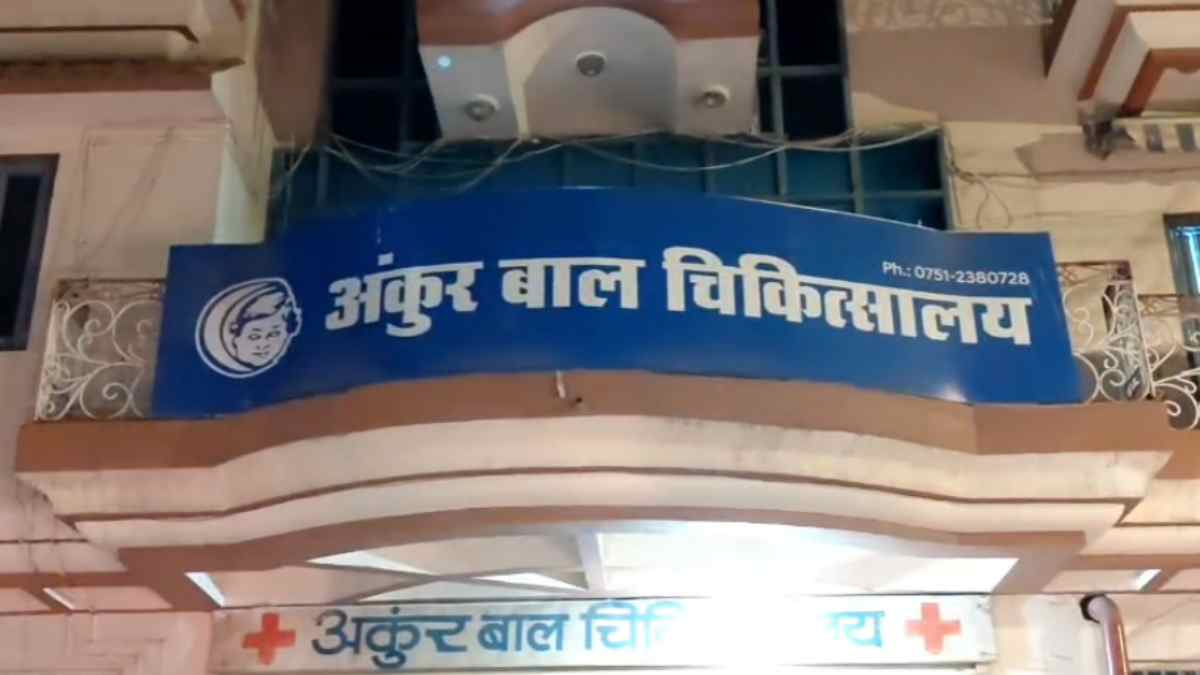 Ph.: 0751-2380728
अंकुर बाल चिकित्सालय
अंकुर बाल